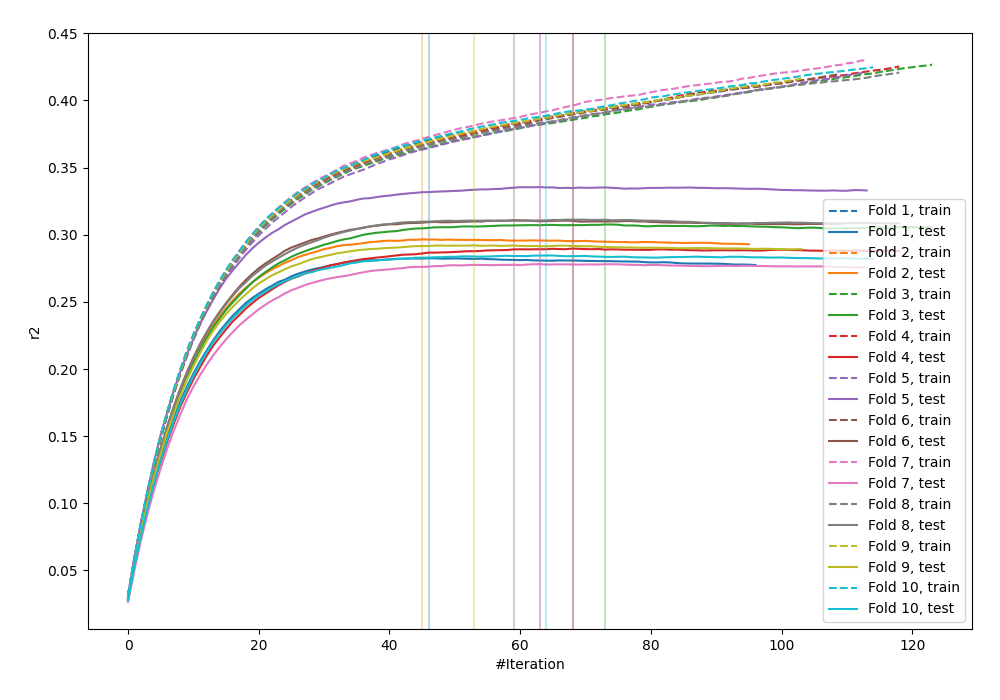 0.45
0.40
0.35
0.30
0.25
0.20
0.15
0.10
0.05
r2
0
20
40
60
80
100
120
#Iteration
Fold 1, train
Fold 1, test
Fold 2, train
Fold 2, test
Fold 3, train
Fold 3, test
Fold 4, train
Fold 4, test
Fold 5, train
Fold 5, test
Fold 6, train
Fold 6, test
Fold 7, train
Fold 7, test
Fold 8, train
Fold 8, test
Fold 9, train
Fold 9, test
Fold 10, train
Fold 10, test